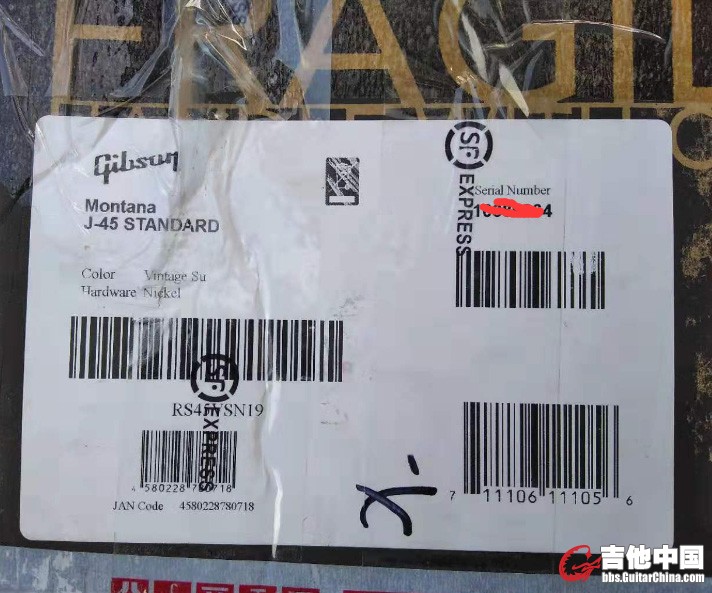 FRAGIL
Gibson
Montana
J-45 STANDARD
Color Vintage Su
Hardware Nickel
RS45VSN19
4 580228 780718
JAN Code 4580228780718
SF EXPRESS
SF EXPRESS
Serial Number
4
7 11106 11105 6
吉他中国
bbs.GuitarChina.com